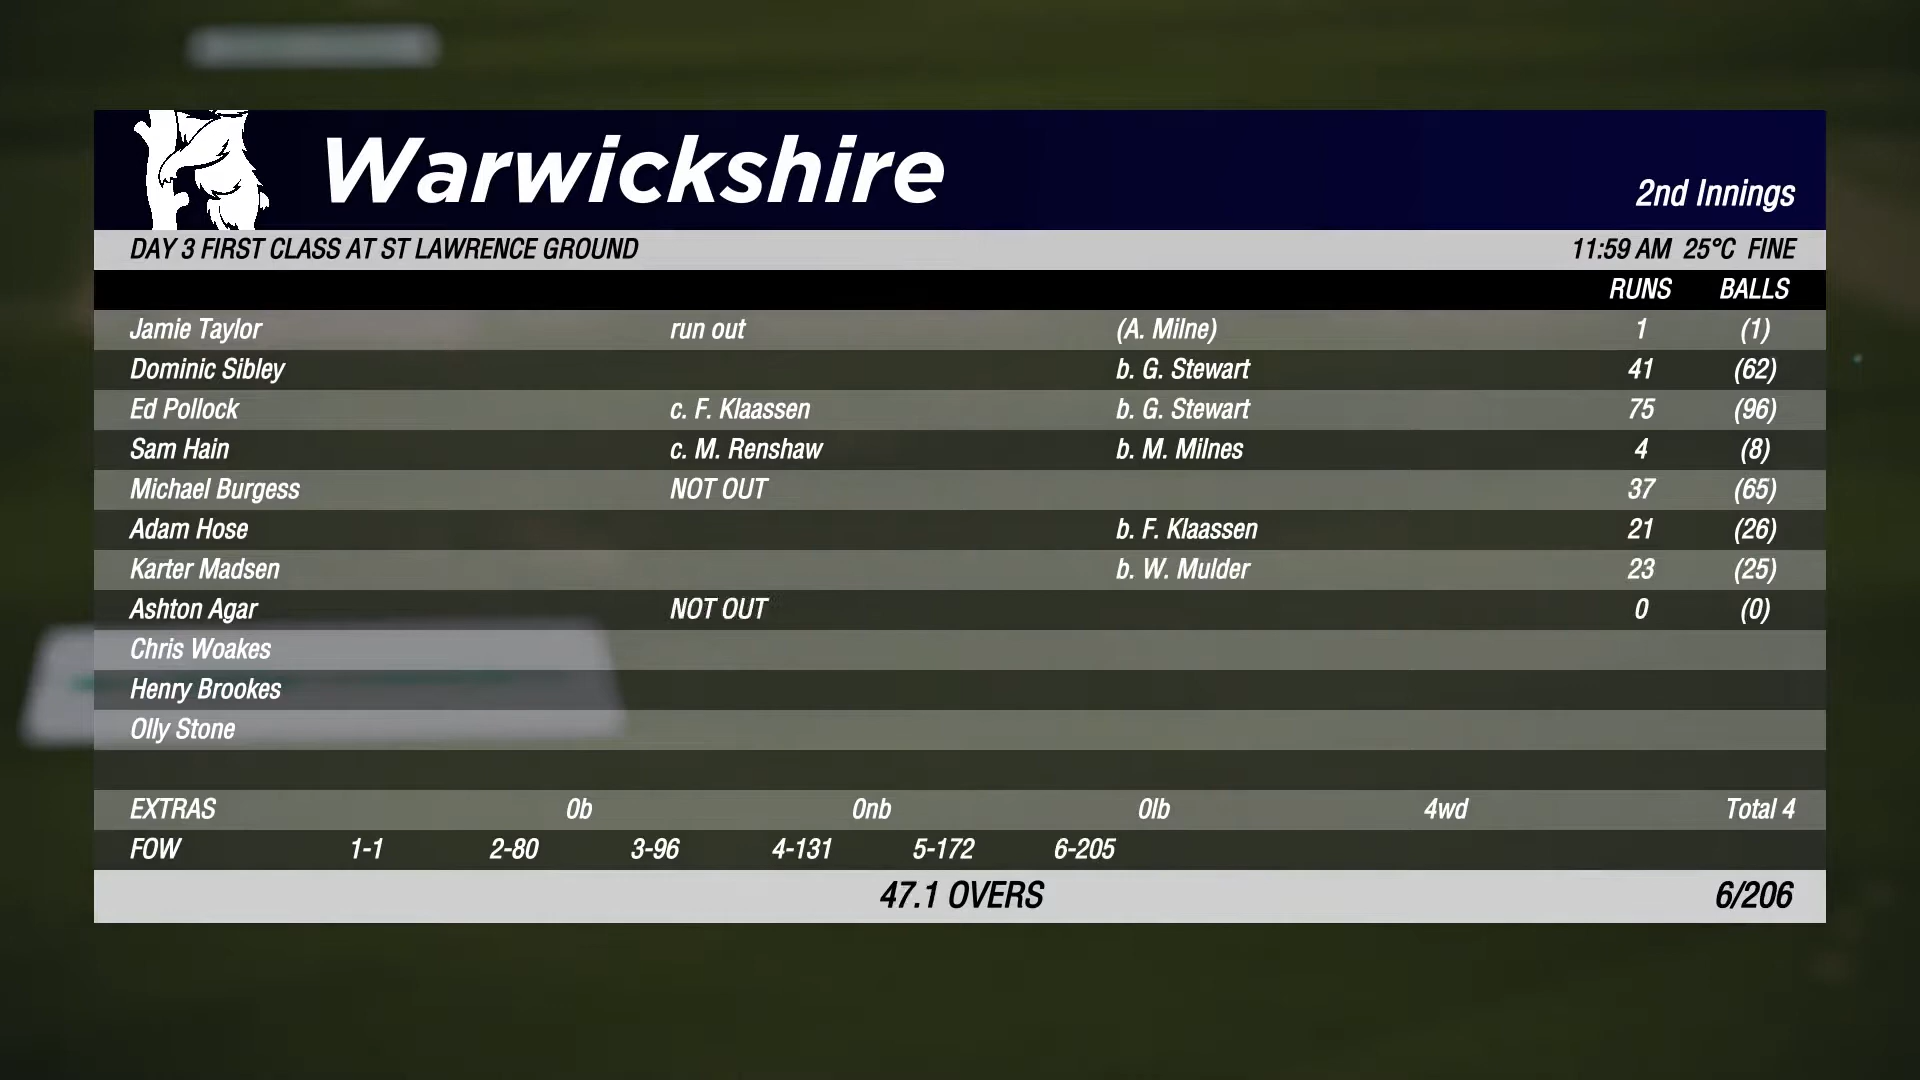 Warwickshire
2nd Innings
DAY 3 FIRST CLASS AT ST LAWRENCE GROUND 11:59 AM 25°C FINE
RUNS BALLS
Jamie Taylor run out (A. Milne) 1 (1)
Dominic Sibley b. G. Stewart 41 (62)
Ed Pollock c. F. Klaassen b. G. Stewart 75 (96)
Sam Hain c. M. Renshaw b. M. Milnes 4 (8)
Michael Burgess NOT OUT 37 (65)
Adam Hose b. F. Klaassen 21 (26)
Karter Madsen b. W. Mulder 23 (25)
Ashton Agar NOT OUT 0 (0)
Chris Woakes
Henry Brookes
Olly Stone
EXTRAS 0b 0nb 0lb 4wd Total 4
FOW 1-1 2-80 3-96 4-131 5-172 6-205
47.1 OVERS 6/206